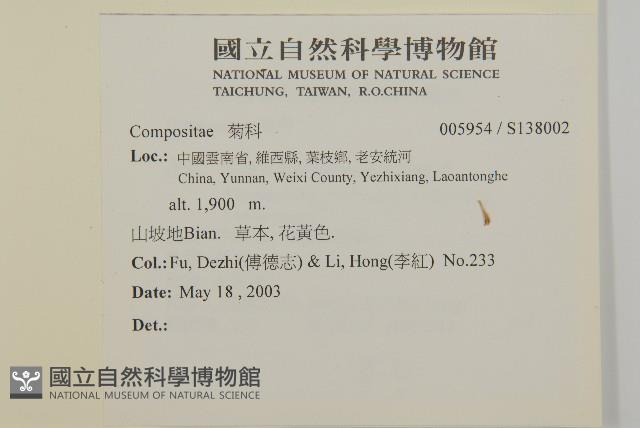 國立自然科學博物館
NATIONAL MUSEUM OF NATURAL SCIENCE
TAICHUNG, TAIWAN, R.O.CHINA
Compositae 菊科 005954 / S138002
Loc.: 中國雲南省, 維西縣, 葉枝鄉, 老安統河
China, Yunnan, Weixi County, Yezhixiang, Laoantonghe
alt. 1,900 m.
山坡地Bian. 草本, 花黃色.
Col.: Fu, Dezhi(傅德志) & Li, Hong(李紅) No.233
Date: May 18 , 2003
Det.:
國立自然科學博物館
NATIONAL MUSEUM OF NATURAL SCIENCE